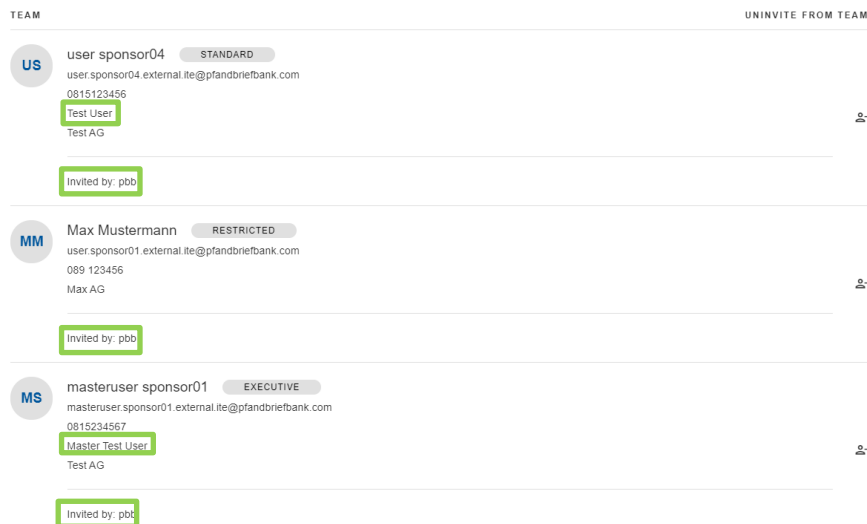 TEAM UNINVITE FROM TEAM
US user sponsor04 STANDARD
user.sponsor04.external.ite@pfandbriefbank.com
0815123456
Test User
Test AG
Invited by: pbb
MM Max Mustermann RESTRICTED
user.sponsor01.external.ite@pfandbriefbank.com
089 123456
Max AG
Invited by: pbb
MS masteruser sponsor01 EXECUTIVE
masteruser.sponsor01.external.ite@pfandbriefbank.com
0815234567
Master Test User
Test AG
Invited by: pbb